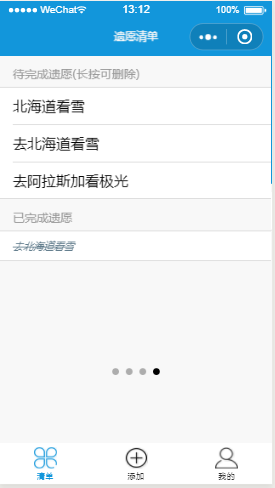 WeChat
13:12
100%
遗愿清单
待完成遗愿(长按可删除)
北海道看雪
去北海道看雪
去阿拉斯加看极光
已完成遗愿
去北海道看雪
清单
添加
我的